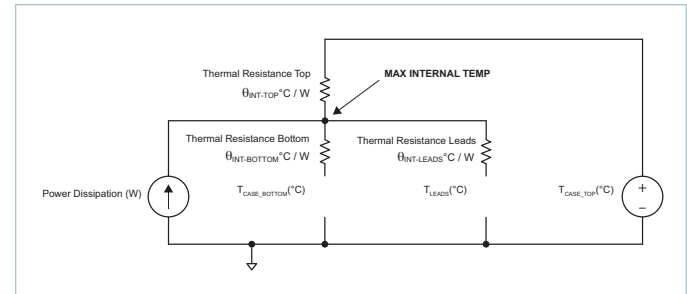 Thermal Resistance Top
MAX INTERNAL TEMP
θINT-TOP°C / W
Thermal Resistance Bottom
θINT-BOTTOM°C / W
Thermal Resistance Leads
θINT-LEADS°C / W
Power Dissipation (W)
TCASE_BOTTOM(°C)
TLEADS(°C)
TCASE_TOP(°C)
+
–